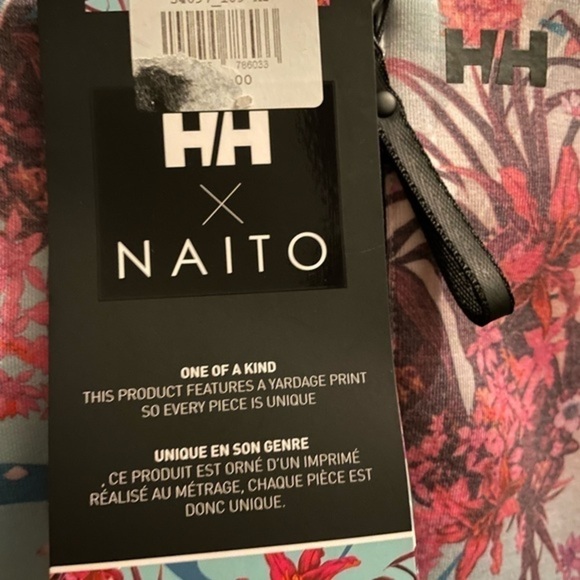 786033
00
HH
HH
X
NAITO
ONE OF A KIND
THIS PRODUCT FEATURES A YARDAGE PRINT
SO EVERY PIECE IS UNIQUE
UNIQUE EN SON GENRE
CE PRODUIT EST ORNÉ D'UN IMPRIMÉ
RÉALISÉ AU MÉTRAGE, CHAQUE PIÈCE EST
DONC UNIQUE.